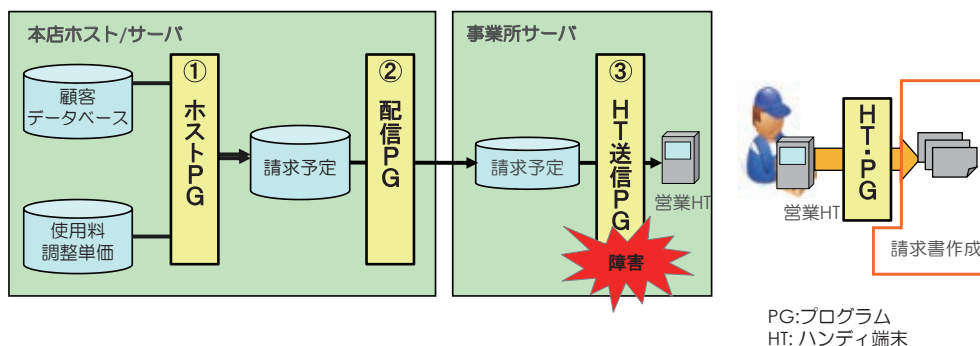 本店ホスト/サーバ
顧客
データベース
使用料
調整単価
①
ホストPG
請求予定
②
配信PG
事業所サーバ
請求予定
③
HT送信PG
障害
営業HT
営業HT
HT・PG
請求書作成
PG:プログラム
HT: ハンディ端末